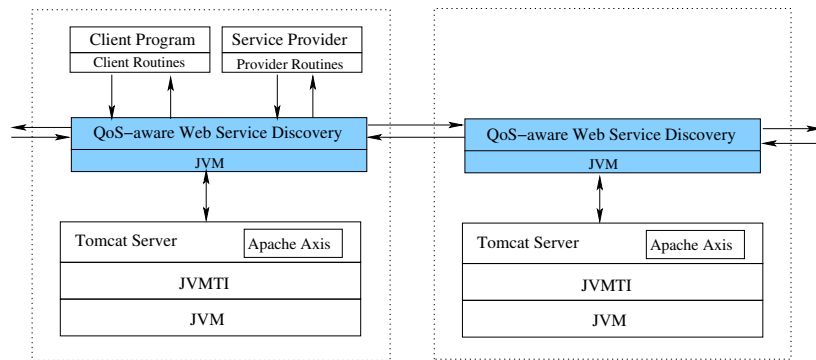 Client Program
Client Routines
Service Provider
Provider Routines
QoS−aware Web Service Discovery
JVM
Tomcat Server
Apache Axis
JVMTI
JVM
QoS−aware Web Service Discovery
JVM
Tomcat Server
Apache Axis
JVMTI
JVM